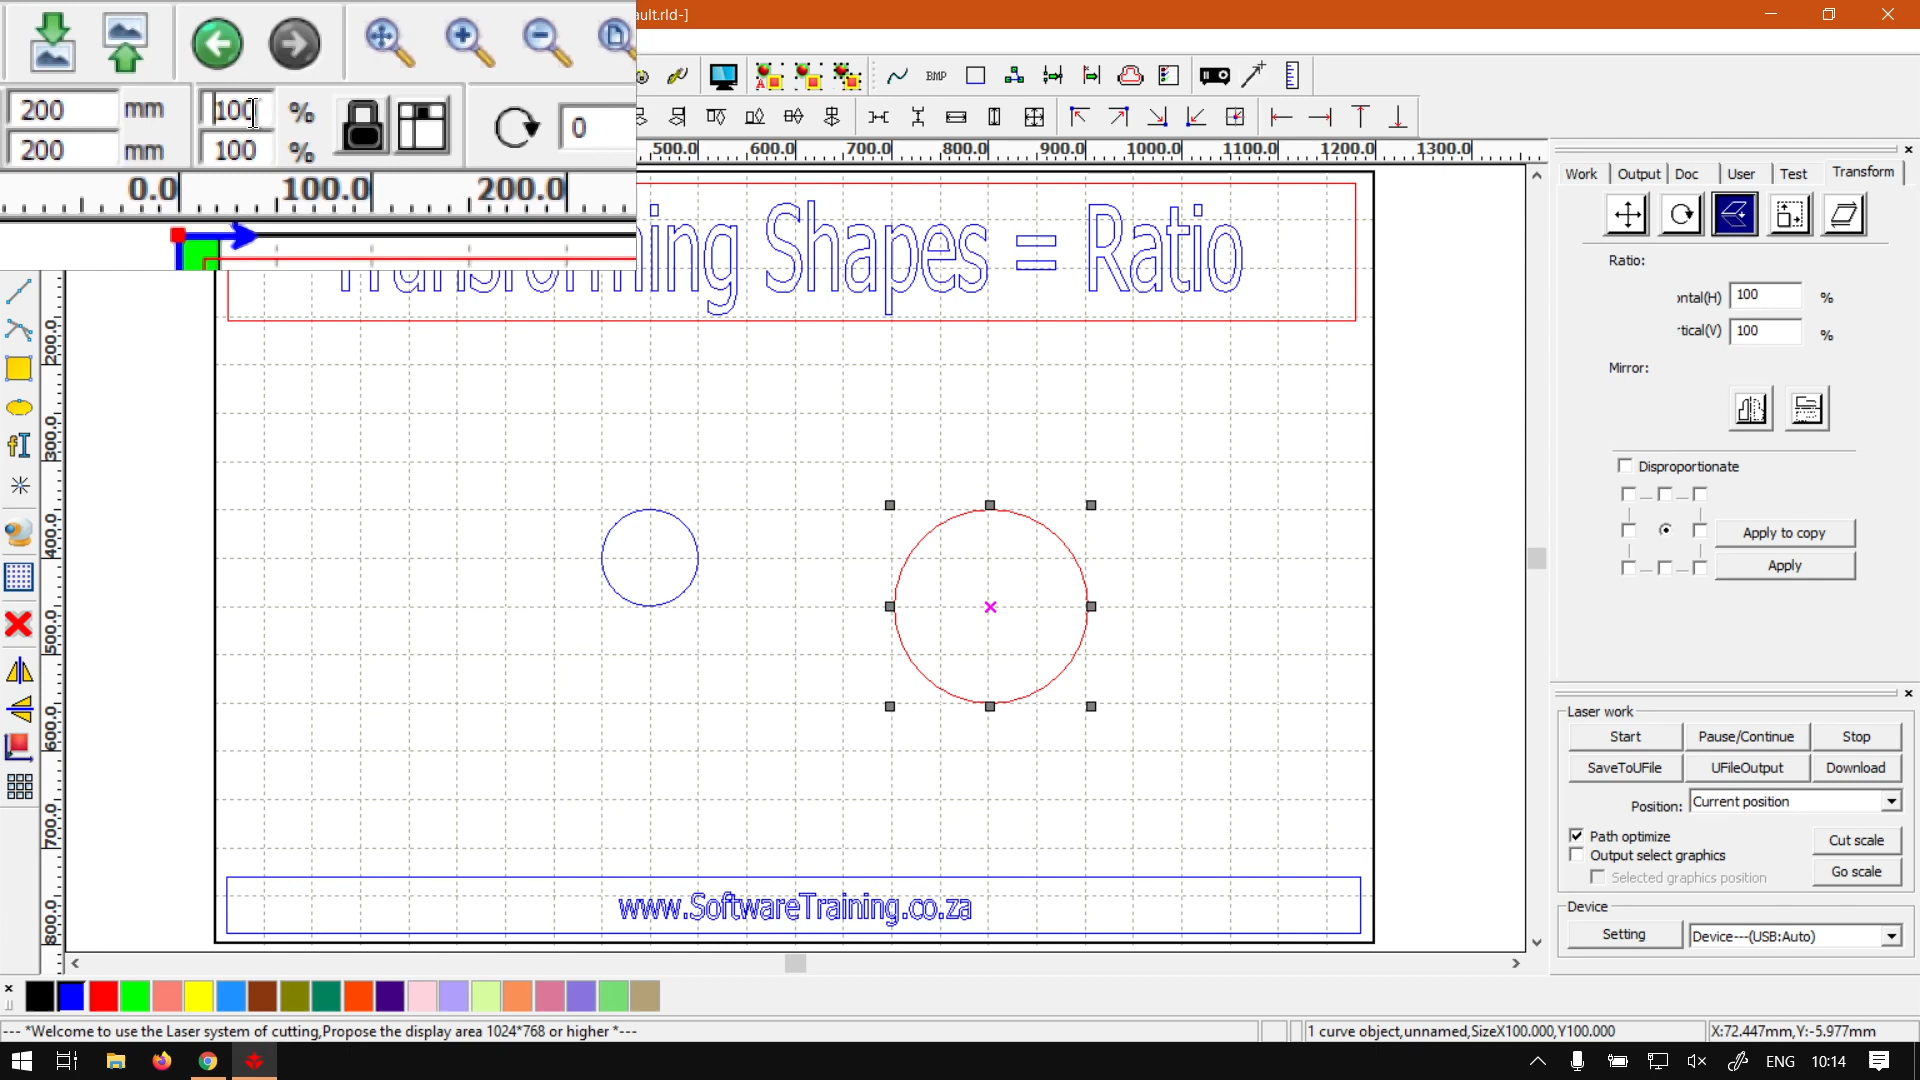 ult.rld-]
BMP
200 mm 100 %
200 mm 100 %
0
0.0 100.0 200.0
500.0 600.0 700.0 800.0 900.0 1000.0 1100.0 1200.0 1300.0
200.0
300.0
400.0
500.0
600.0
700.0
800.0
Transforming Shapes = Ratio
www.SoftwareTraining.co.za
Work Output Doc User Test Transform
Ratio:
ontal(H) 100 %
tical(V) 100 %
Mirror:
Disproportionate
Apply to copy
Apply
Laser work
Start Pause/Continue Stop
SaveToUFile UFileOutput Download
Position: Current position
Path optimize
Cut scale
Output select graphics
Selected graphics position
Go scale
Device
Setting Device---(USB:Auto)
--- *Welcome to use the Laser system of cutting,Propose the display area 1024*768 or higher *---
1 curve object,unnamed,SizeX100.000,Y100.000
X:72.447mm,Y:-5.977mm
ENG 10:14